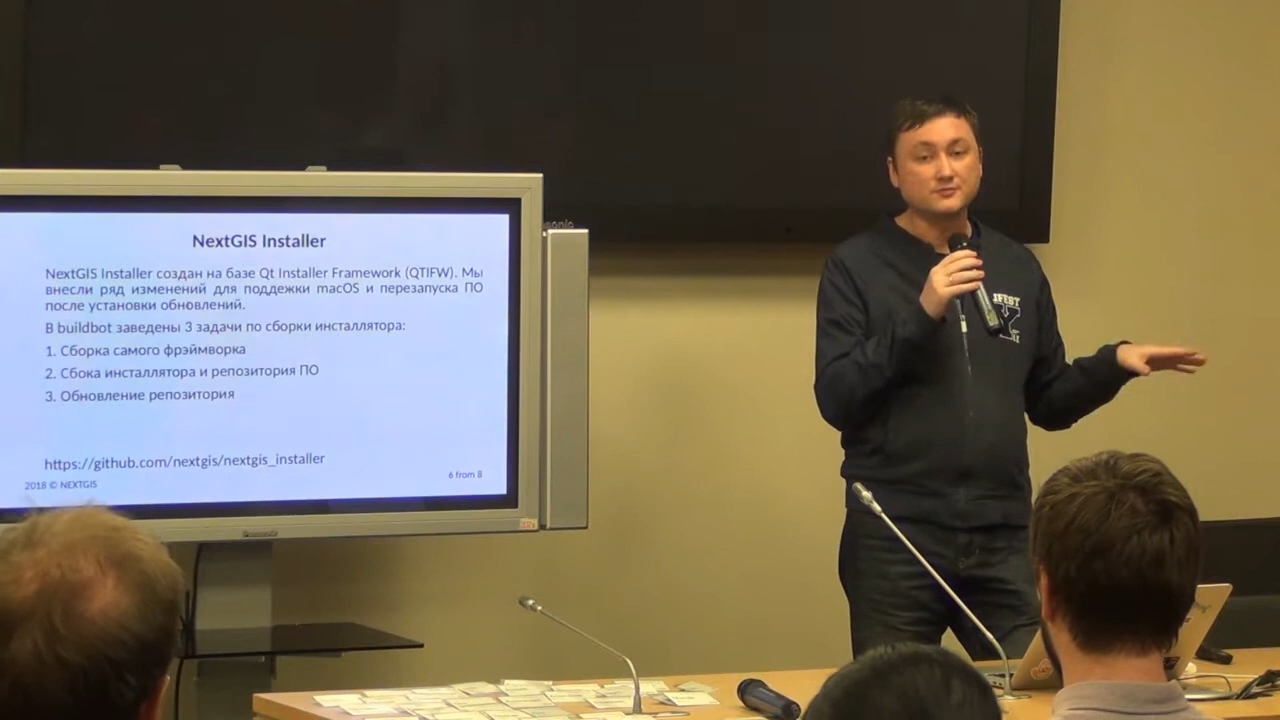 NextGIS Installer
NextGIS Installer создан на базе Qt Installer Framework (QTIFW). Мы
внесли ряд изменений для поддежки macOS и перезапуска ПО
после установки обновлений.
В buildbot заведены 3 задачи по сборки инсталлятора:
1. Сборка самого фрэймворка
2. Сбока инсталлятора и репозитория ПО
3. Обновление репозитория
https://github.com/nextgis/nextgis_installer
6 from 8
2018 © NEXTGIS